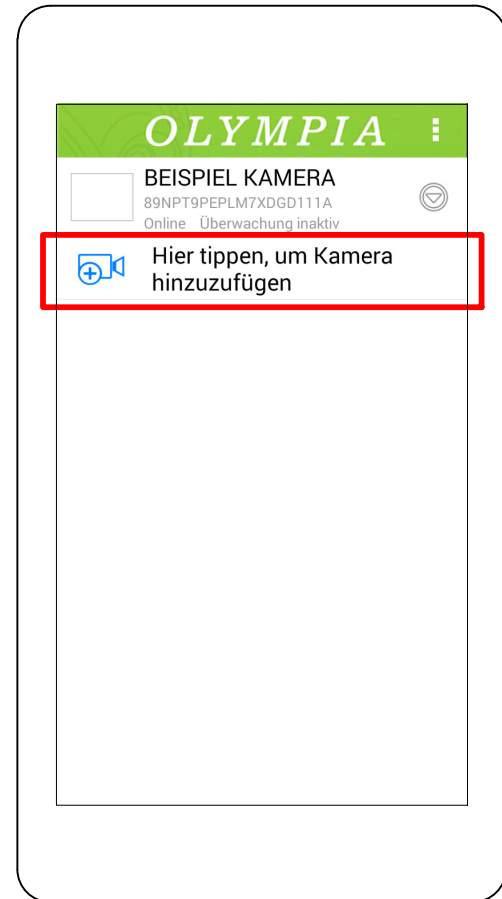 OLYMPIA
BEISPIEL KAMERA
89NPT9PEPLM7XDGD111A
Online Überwachung inaktiv
Hier tippen, um Kamera
hinzuzufügen